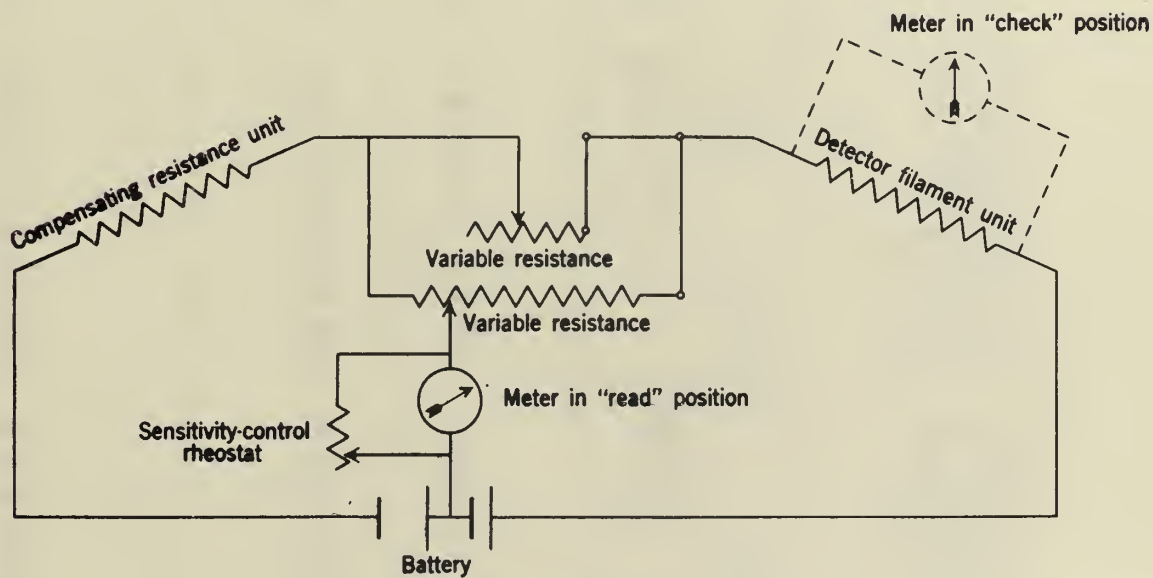 Meter in "check" position
Compensating resistance unit
Detector filament unit
Variable resistance
Variable resistance
Meter in "read" position
Sensitivity-control
rheostat
Battery